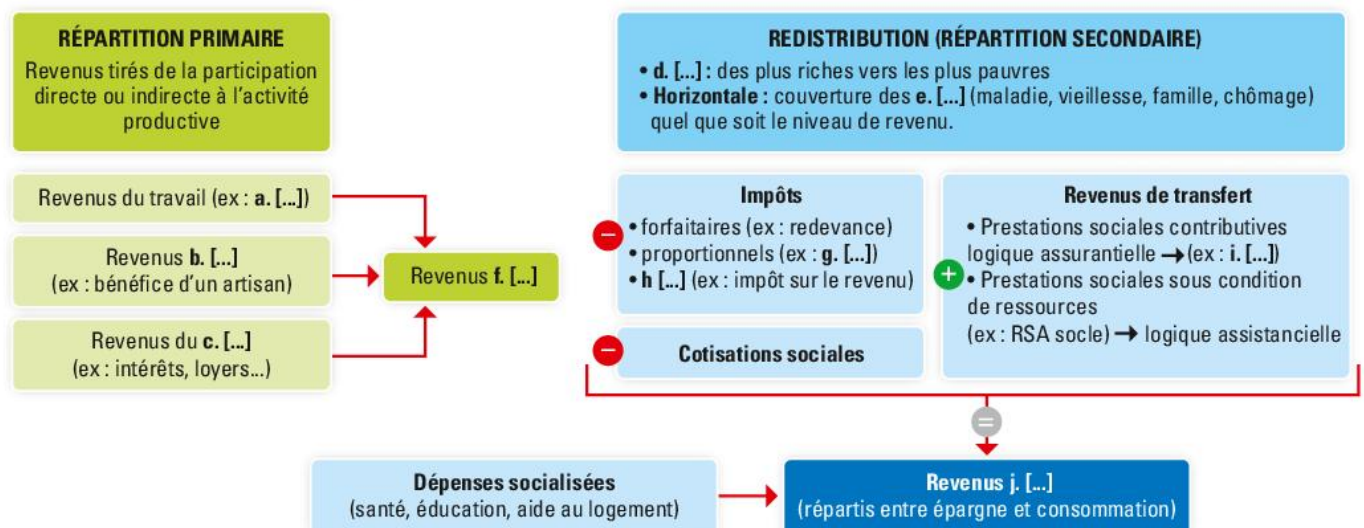 RÉPARTITION PRIMAIRE
Revenus tirés de la participation
directe ou indirecte à l'activité
productive
Revenus du travail (ex : a. [...])
Revenus b. [...]
(ex : bénéfice d'un artisan)
Revenus du c. [...]
(ex : intérêts, loyers...)
Revenus f. [...]
REDISTRIBUTION (RÉPARTITION SECONDAIRE)
• d. [...] : des plus riches vers les plus pauvres
• Horizontale : couverture des e. [...] (maladie, vieillesse, famille, chômage)
quel que soit le niveau de revenu.
Impôts
• forfaitaires (ex : redevance)
• proportionnels (ex : g. [...])
• h [...] (ex : impôt sur le revenu)
Cotisations sociales
Revenus de transfert
• Prestations sociales contributives
logique assurantielle → (ex : i. [...])
• Prestations sociales sous condition
de ressources
(ex : RSA socle) → logique assistancielle
Dépenses socialisées
(santé, éducation, aide au logement)
Revenus j. [...]
(répartis entre épargne et consommation)